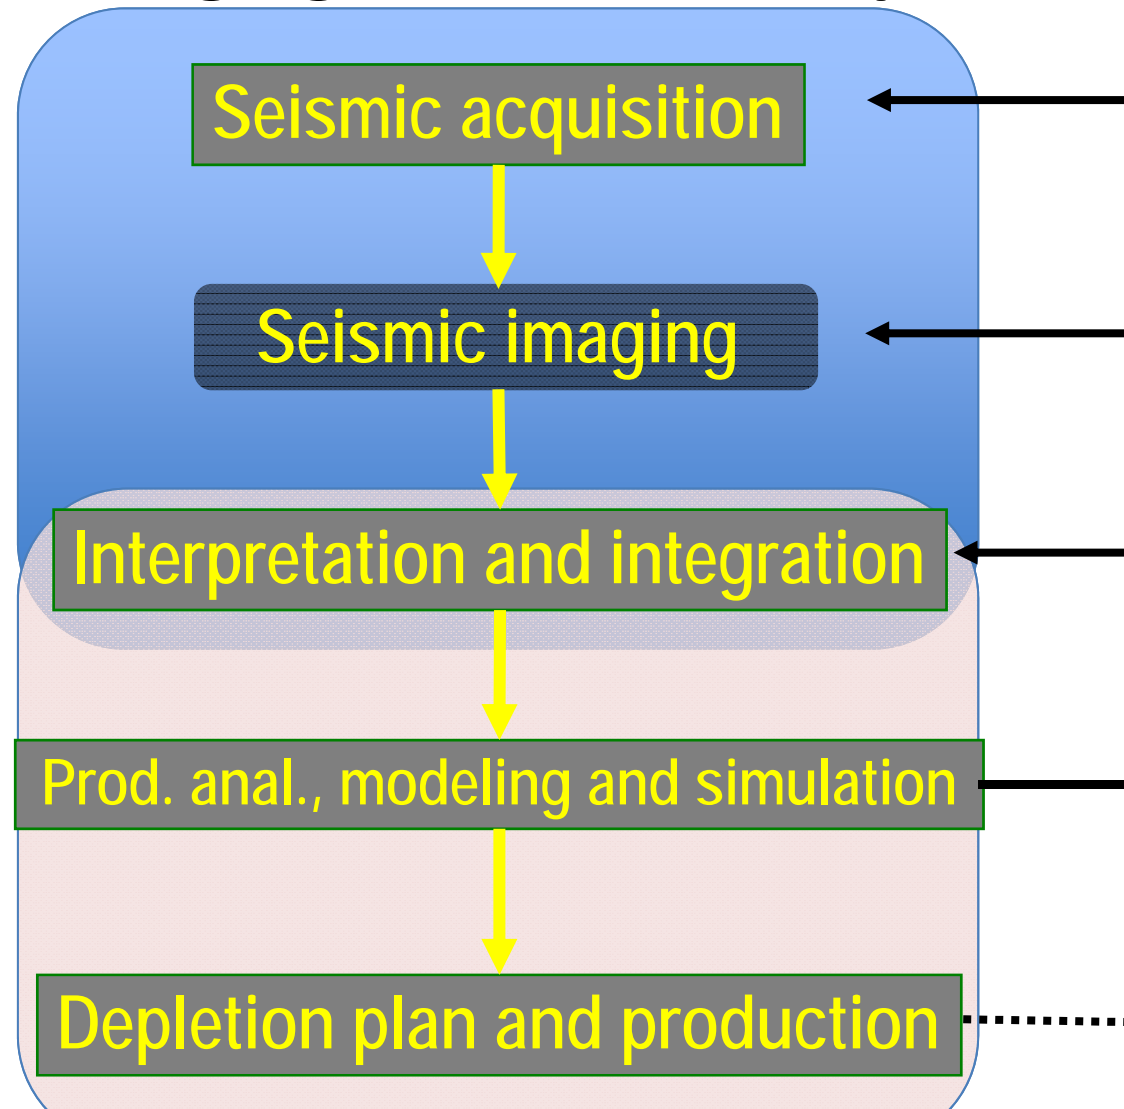 Seismic acquisition
Seismic imaging
Interpretation and integration
Prod. anal., modeling and simulation
Depletion plan and production